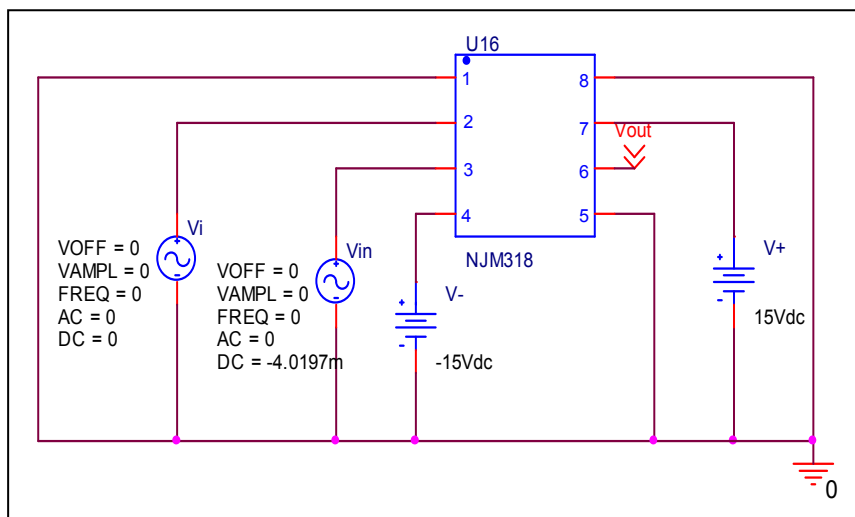 U16
1
8
2
7
Vout
3
6
4
5
NJM318
Vi
VOFF = 0
VAMPL = 0
FREQ = 0
AC = 0
DC = 0
Vin
VOFF = 0
VAMPL = 0
FREQ = 0
AC = 0
DC = -4.0197m
V-
-15Vdc
V+
15Vdc
0